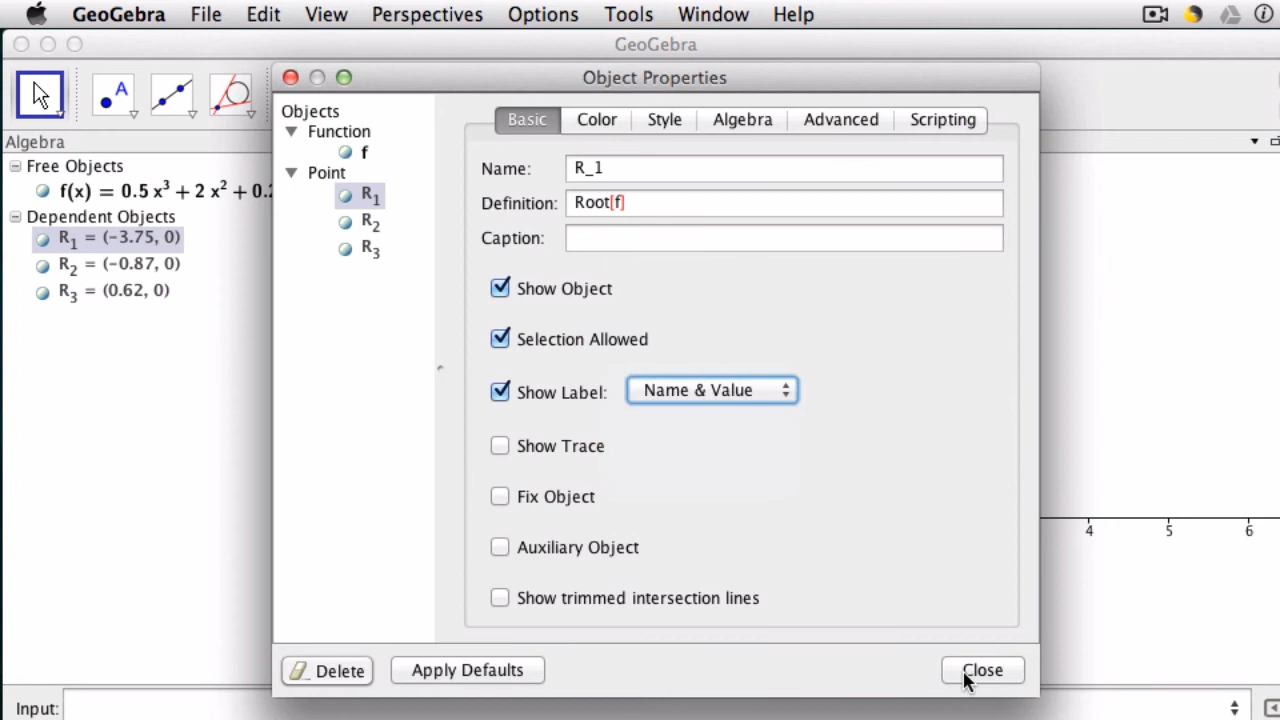 GeoGebra File Edit View Perspectives Options Tools Window Help
GeoGebra
A
Object Properties
Algebra
Free Objects
f(x) = 0.5 x³ + 2 x² + 0.2
Dependent Objects
R₁ = (-3.75, 0)
R₂ = (-0.87, 0)
R₃ = (0.62, 0)
Objects
Function
f
Point
R₁
R₂
R₃
Basic Color Style Algebra Advanced Scripting
Name: R_1
Definition: Root[f]
Caption:
Show Object
Selection Allowed
Show Label: Name & Value
Show Trace
Fix Object
Auxiliary Object
Show trimmed intersection lines
4 5 6
Delete Apply Defaults Close
Input: